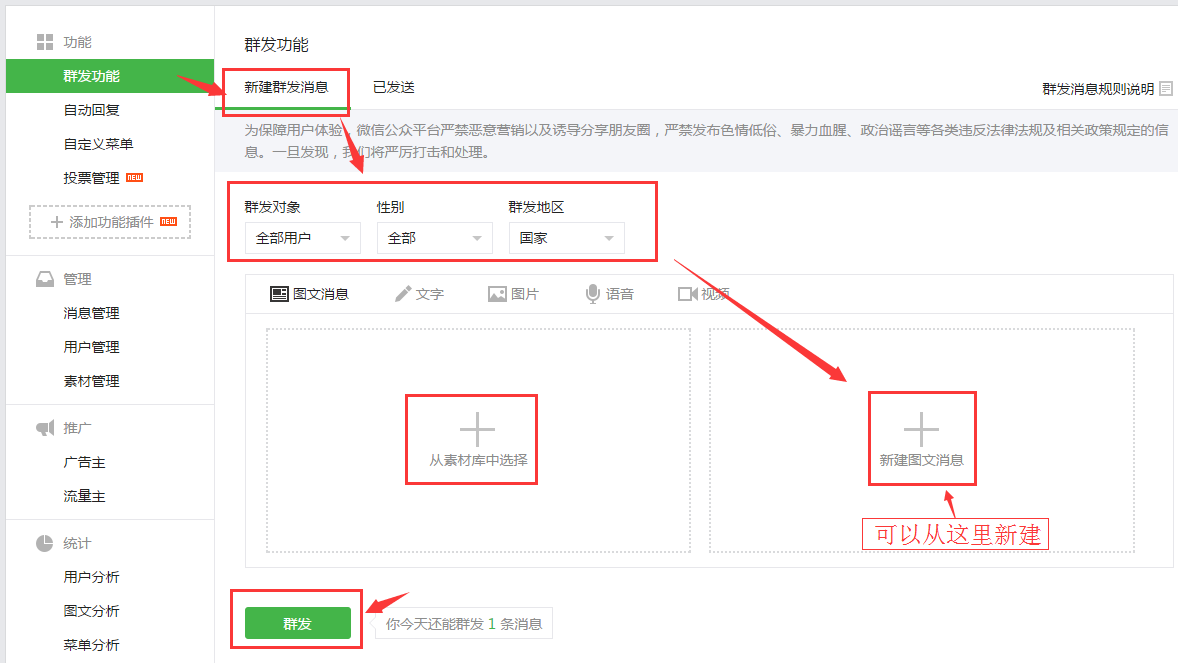 功能
群发功能
自动回复
自定义菜单
投票管理 NEW
添加功能插件 NEW
管理
消息管理
用户管理
素材管理
推广
广告主
流量主
统计
用户分析
图文分析
菜单分析
群发功能
新建群发消息 已发送 群发消息规则说明
为保障用户体验，微信公众平台严禁恶意营销以及诱导分享朋友圈，严禁发布色情低俗、暴力血腥、政治谣言等各类违反法律法规及相关政策规定的信
息。一旦发现，我们将严厉打击和处理。
群发对象 性别 群发地区
全部用户 全部 国家
图文消息 文字 图片 语音 视频
从素材库中选择 新建图文消息
可以从这里新建
群发 你今天还能群发 1 条消息